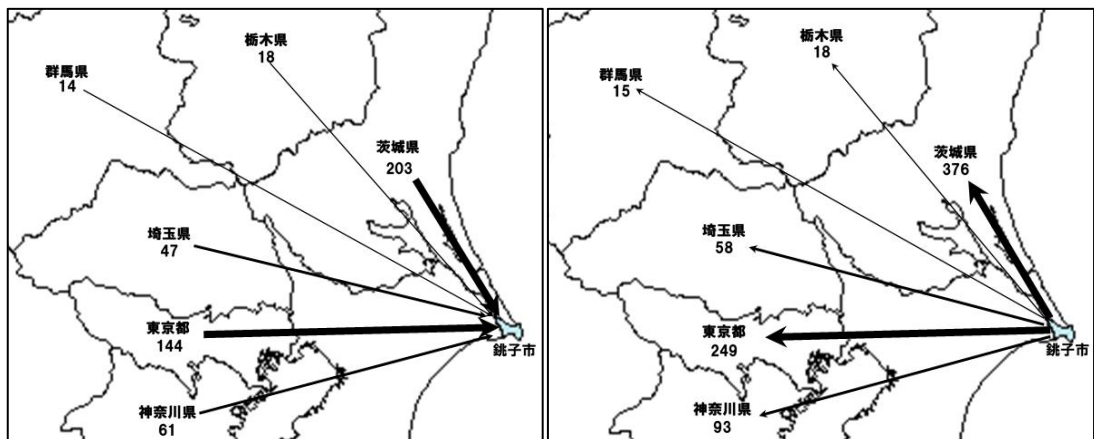 栃木県
18
群馬県
14
茨城県
203
埼玉県
47
東京都
144
銚子市
神奈川県
61
栃木県
18
群馬県
15
茨城県
376
埼玉県
58
東京都
249
銚子市
神奈川県
93